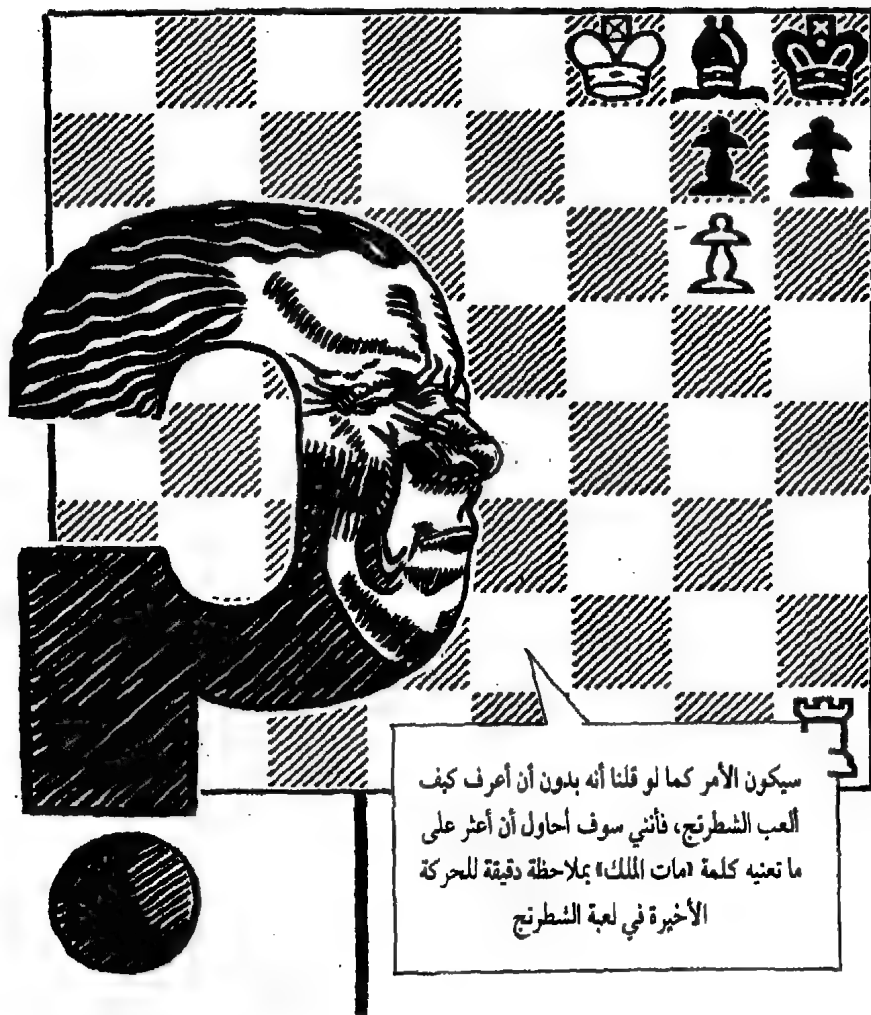 سيكون الأمر كما لو قلنا أنه بدون أن أعرف كيف
ألعب الشطرنج، فأنني سوف أحاول أن أعثر على
ما تعنيه كلمة «مات الملك» بملاحظة دقيقة للحركة
الأخيرة في لعبة الشطرنج